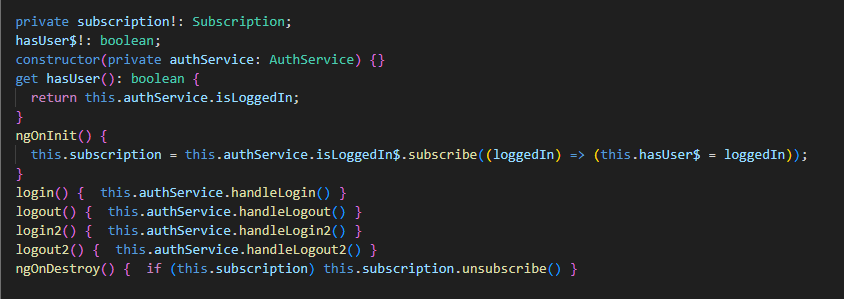 private subscription!: Subscription;
hasUser$!: boolean;
constructor(private authService: AuthService) {}
get hasUser(): boolean {
  return this.authService.isLoggedIn;
}
ngOnInit() {
  this.subscription = this.authService.isLoggedIn$.subscribe((loggedIn) => (this.hasUser$ = loggedIn));
}
login() {  this.authService.handleLogin() }
logout() {  this.authService.handleLogout() }
login2() {  this.authService.handleLogin2() }
logout2() {  this.authService.handleLogout2() }
ngOnDestroy() {  if (this.subscription) this.subscription.unsubscribe() }